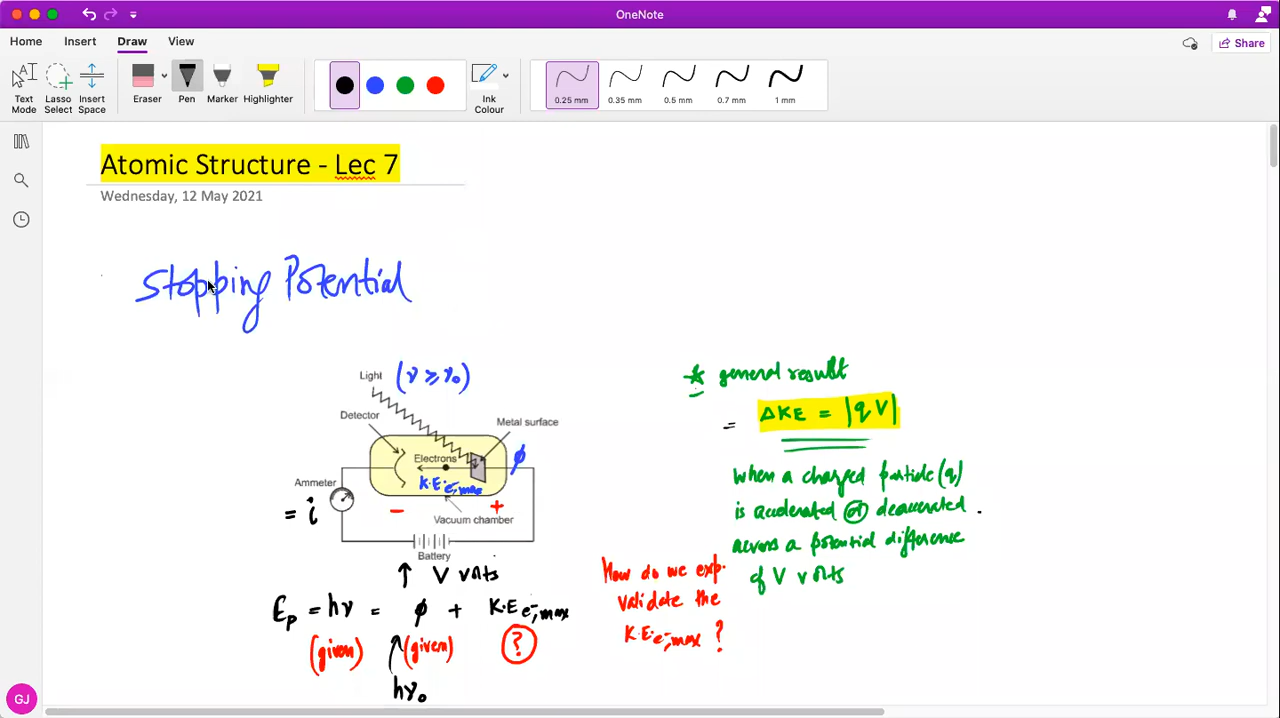 OneNote
Home Insert Draw View
Share
Text Mode
Lasso Select
Insert Space
Eraser
Pen
Marker
Highlighter
Ink Colour
0.25 mm
0.35 mm
0.5 mm
0.7 mm
1 mm
Atomic Structure - Lec 7
Wednesday, 12 May 2021
Stopping Potential
Light (ν ≥ ν₀)
Detector
Metal surface
Electrons
ϕ
K.E. e⁻, max
Ammeter
= i
- +
Vacuum chamber
Battery
↑ V volts
Eₚ = hν = ϕ + K.E e⁻, max
(given) (given) ?
hν₀
How do we exp.
validate the
K.E. e⁻, max ?
* general result
= ΔKE = |qV|
When a charged particle (q)
is accelerated or deaccerated.
across a potential difference
of V volts
GJ